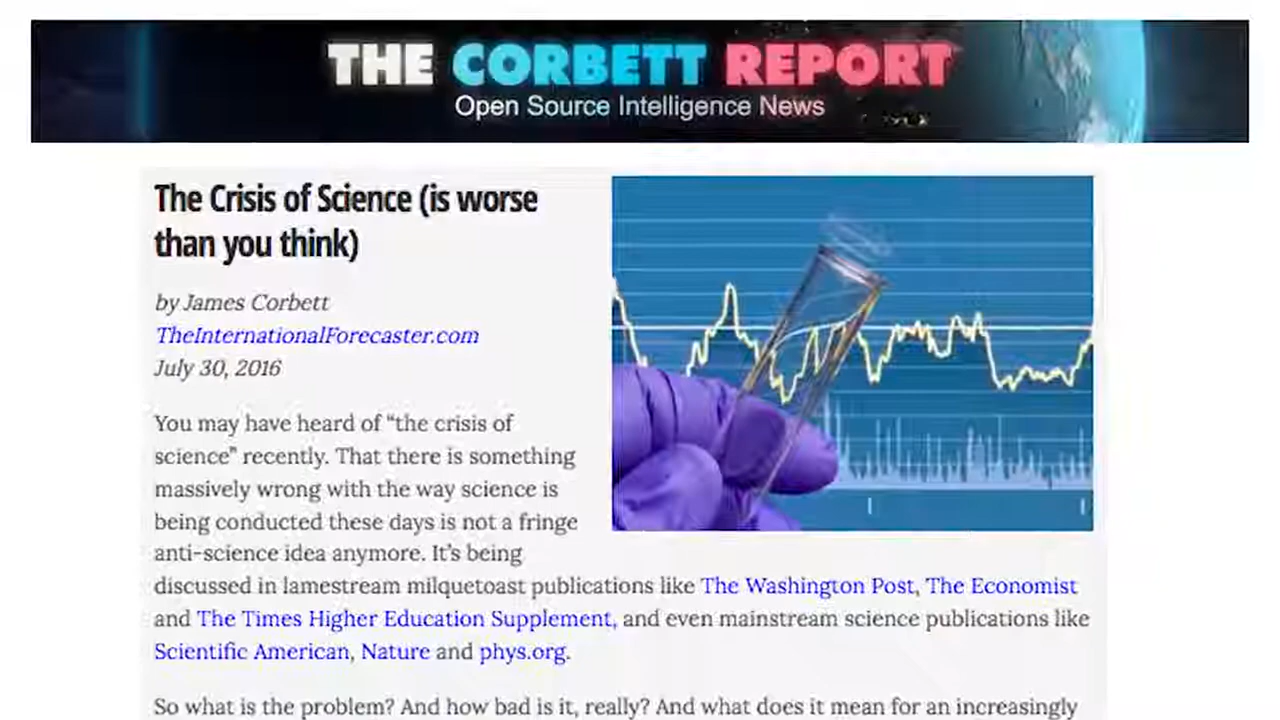 THE CORBETT REPORT
Open Source Intelligence News
The Crisis of Science (is worse
than you think)
by James Corbett
TheInternationalForecaster.com
July 30, 2016
You may have heard of “the crisis of
science” recently. That there is something
massively wrong with the way science is
being conducted these days is not a fringe
anti-science idea anymore. It’s being
discussed in lamestream milquetoast publications like The Washington Post, The Economist
and The Times Higher Education Supplement, and even mainstream science publications like
Scientific American, Nature and phys.org.
So what is the problem? And how bad is it, really? And what does it mean for an increasingly